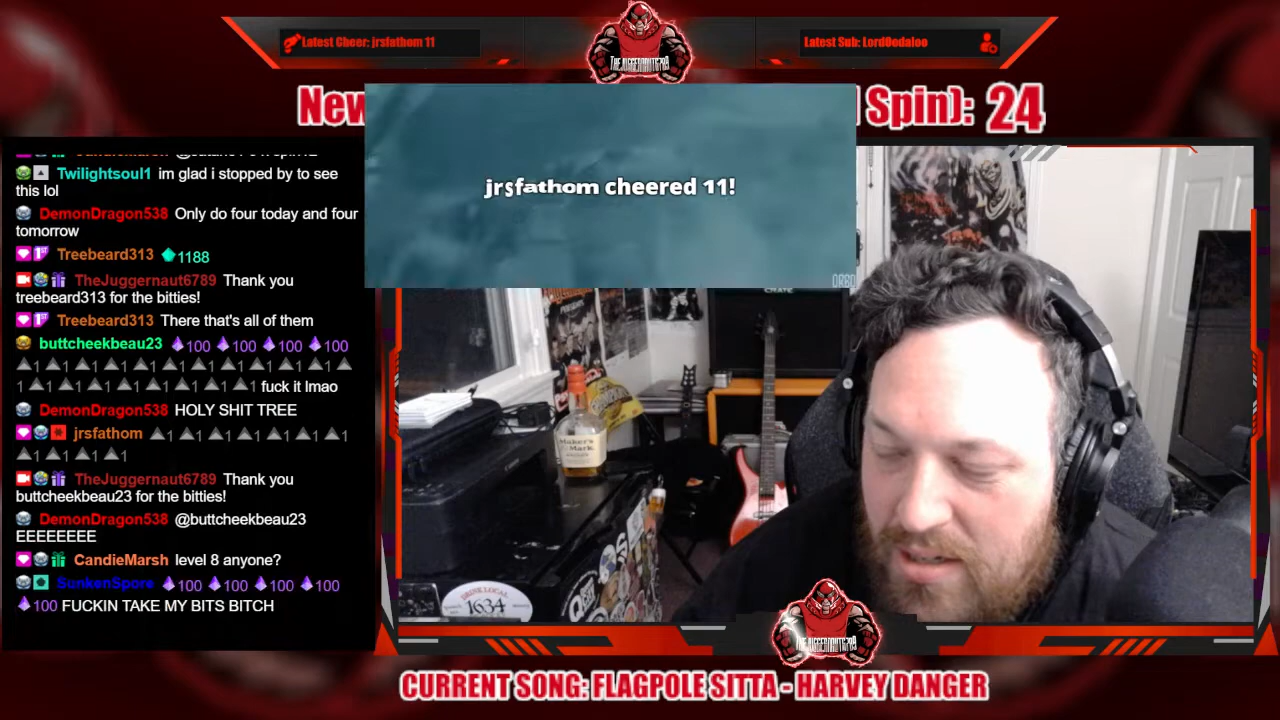 Latest Cheer: jrsfathom 11
Latest Sub: LordOodaloo
THEJUGGERNAUT6789
New
Spin): 24
jrsfathom cheered 11!
Twilightsoul1 im glad i stopped by to see
this lol
DemonDragon538 Only do four today and four
tomorrow
Treebeard313 1188
TheJuggernaut6789 Thank you
treebeard313 for the bitties!
Treebeard313 There that's all of them
buttcheekbeau23 100 100 100 100
1 1 1 1 1 1 1 1 1 1 1
1 1 1 1 1 1 1 1 1 fuck it lmao
DemonDragon538 HOLY SHIT TREE
jrsfathom 1 1 1 1 1 1 1
1 1 1 1
TheJuggernaut6789 Thank you
buttcheekbeau23 for the bitties!
DemonDragon538 @buttcheekbeau23
EEEEEEEE
CandieMarsh level 8 anyone?
SunkenSpore 100 100 100 100
100 FUCKIN TAKE MY BITS BITCH
CRATE
Maker's
Mark
DRINK LOCAL
1634
THEJUGGERNAUT6789
CURRENT SONG: FLAGPOLE SITTA - HARVEY DANGER